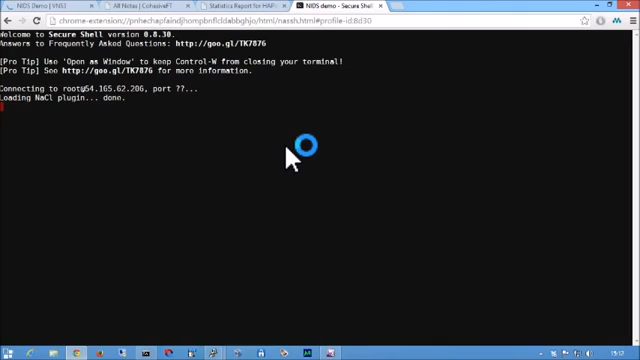 NIDS Demo | VNS3
All Notes | CohesiveFT
Statistics Report for HAP
NIDS demo - Secure Shell
chrome-extension://pnhechapfaindjhompbnflcldabbghjo/html/nassh.html#profile-id:8d30
Welcome to Secure Shell version 0.8.30.
Answers to Frequently Asked Questions: http://goo.gl/TK7876
[Pro Tip] Use 'Open as Window' to keep Control-W from closing your terminal!
[Pro Tip] See http://goo.gl/TK7876 for more information.
Connecting to root@54.165.62.206, port ??...
Loading NaCl plugin... done.
15:17